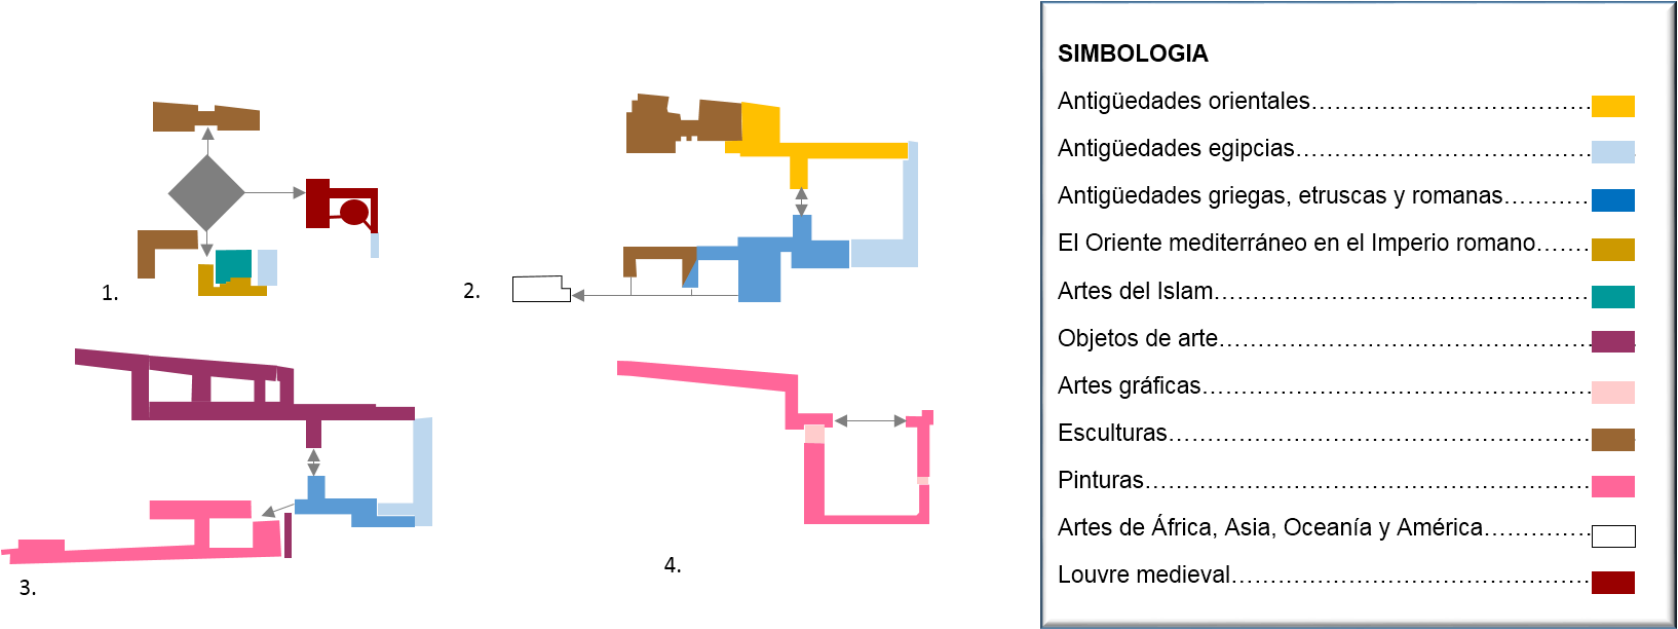 1.
2.
3.
4.
SIMBOLOGIA
Antigüedades orientales……………………………………
Antigüedades egipcias………………………………………
Antigüedades griegas, etruscas y romanas…………
El Oriente mediterráneo en el Imperio romano……
Artes del Islam…………………………………………………
Objetos de arte…………………………………………………
Artes gráficas……………………………………………………
Esculturas…………………………………………………………
Pinturas……………………………………………………………
Artes de África, Asia, Oceanía y América……………
Louvre medieval………………………………………………